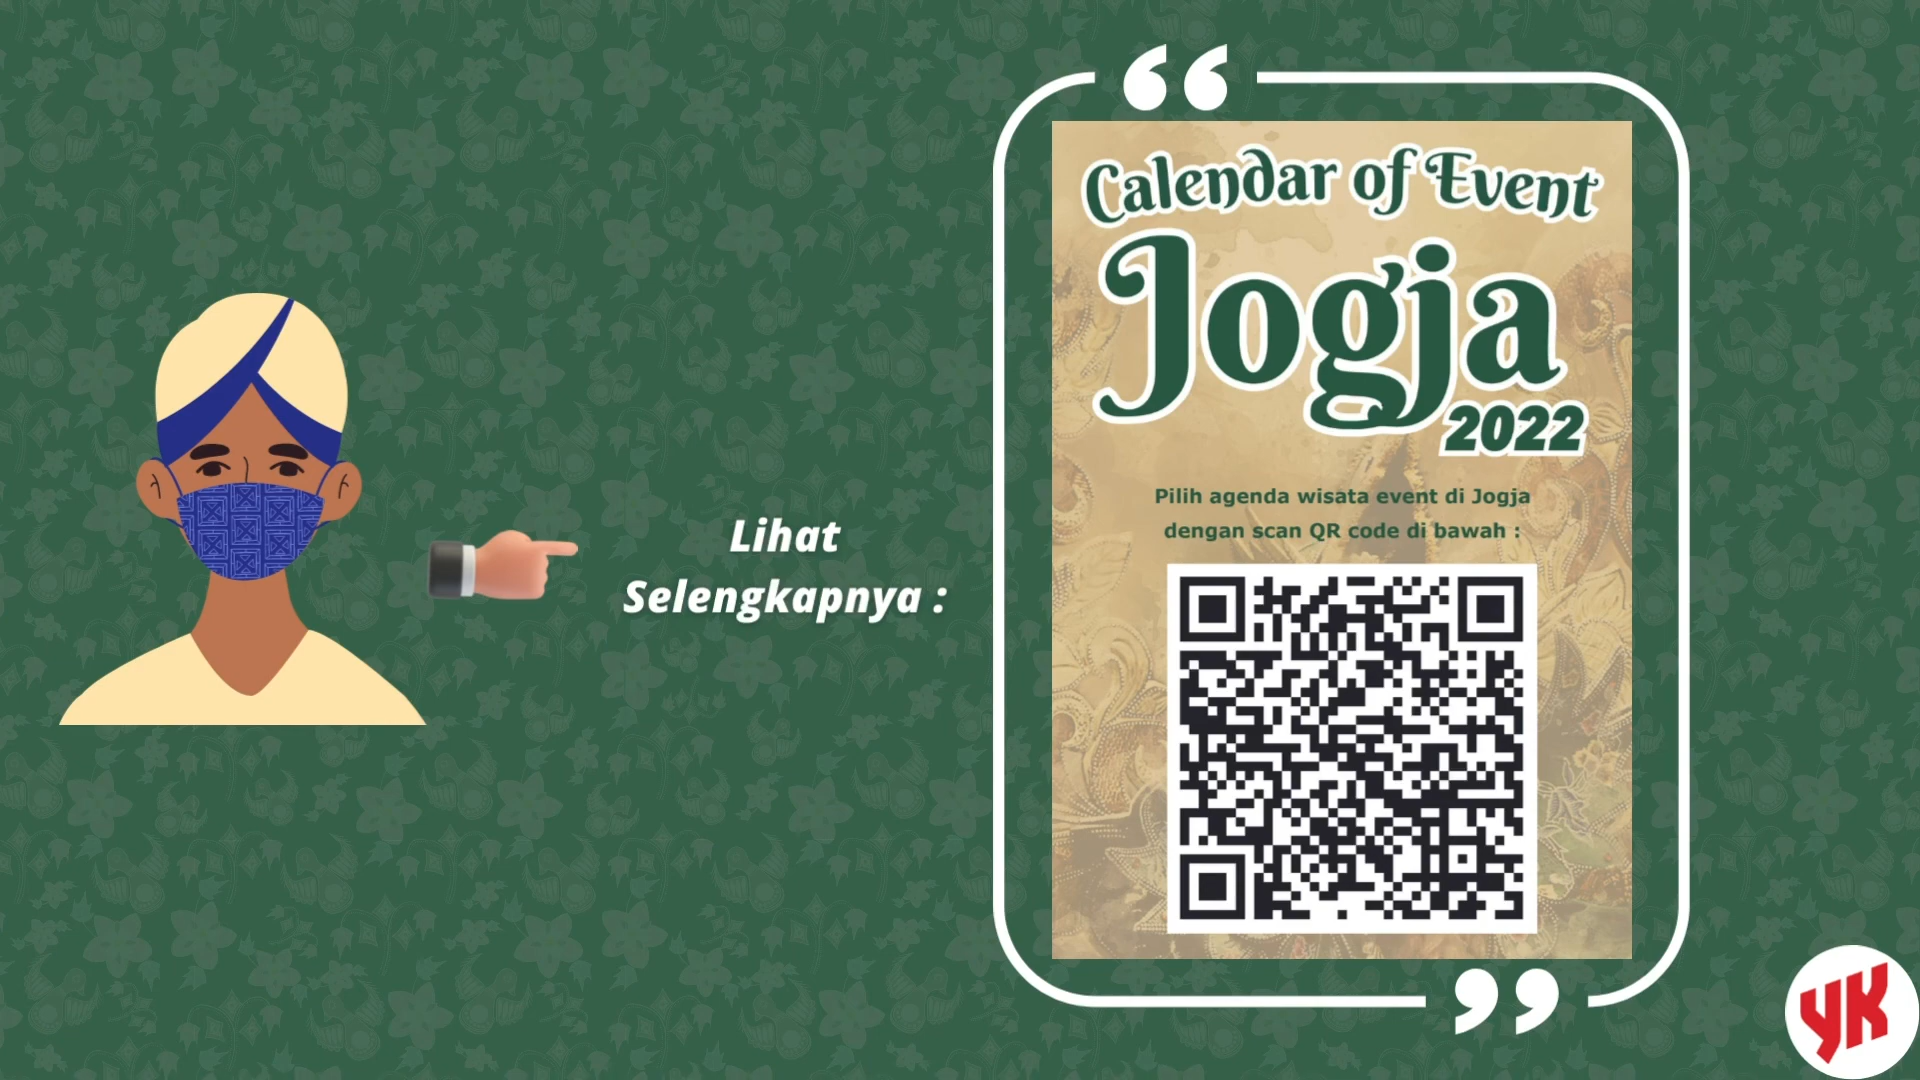 Lihat
Selengkapnya :
Calendar of Event
Jogja
2022
Pilih agenda wisata event di Jogja
dengan scan QR code di bawah :
YK